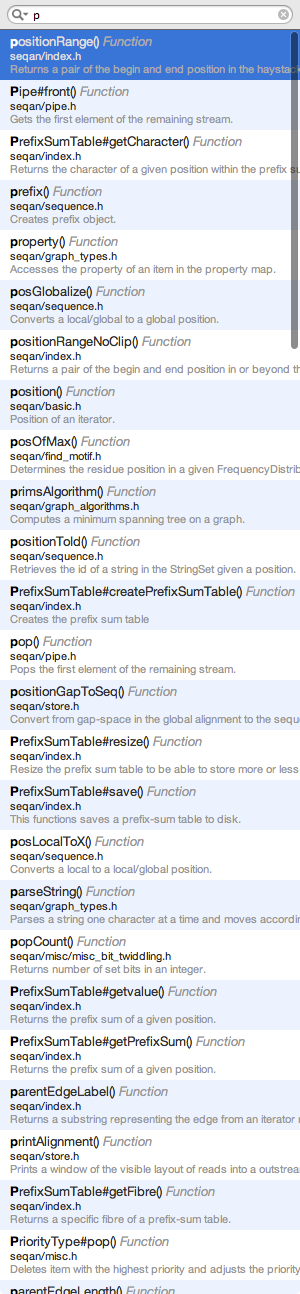 p
positionRange() Function
seqan/index.h
Returns a pair of the begin and end position in the haystack
Pipe#front() Function
seqan/pipe.h
Gets the first element of the remaining stream.
PrefixSumTable#getCharacter() Function
seqan/index.h
Returns the character of a given position within the prefix su
prefix() Function
seqan/sequence.h
Creates prefix object.
property() Function
seqan/graph_types.h
Accesses the property of an item in the property map.
posGlobalize() Function
seqan/sequence.h
Converts a local/global to a global position.
positionRangeNoClip() Function
seqan/index.h
Returns a pair of the begin and end position in or beyond th
position() Function
seqan/basic.h
Position of an iterator.
posOfMax() Function
seqan/find_motif.h
Determines the residue position in a given FrequencyDistrib
primsAlgorithm() Function
seqan/graph_algorithms.h
Computes a minimum spanning tree on a graph.
positionToId() Function
seqan/sequence.h
Retrieves the id of a string in the StringSet given a position.
PrefixSumTable#createPrefixSumTable() Function
seqan/index.h
Creates the prefix sum table
pop() Function
seqan/pipe.h
Pops the first element of the remaining stream.
positionGapToSeq() Function
seqan/store.h
Convert from gap-space in the global alignment to the sequ
PrefixSumTable#resize() Function
seqan/index.h
Resize the prefix sum table to be able to store more or less
PrefixSumTable#save() Function
seqan/index.h
This functions saves a prefix-sum table to disk.
posLocalToX() Function
seqan/sequence.h
Converts a local to a local/global position.
parseString() Function
seqan/graph_types.h
Parses a string one character at a time and moves accordin
popCount() Function
seqan/misc/misc_bit_twiddling.h
Returns number of set bits in an integer.
PrefixSumTable#getvalue() Function
seqan/index.h
Returns the prefix sum of a given position.
PrefixSumTable#getPrefixSum() Function
seqan/index.h
Returns the prefix sum of a given position.
parentEdgeLabel() Function
seqan/index.h
Returns a substring representing the edge from an iterator n
printAlignment() Function
seqan/store.h
Prints a window of the visible layout of reads into a outstrea
PrefixSumTable#getFibre() Function
seqan/index.h
Returns a specific fibre of a prefix-sum table.
PriorityType#pop() Function
seqan/misc.h
Deletes item with the highest priority and adjusts the priority
parentEdgeLength() Function